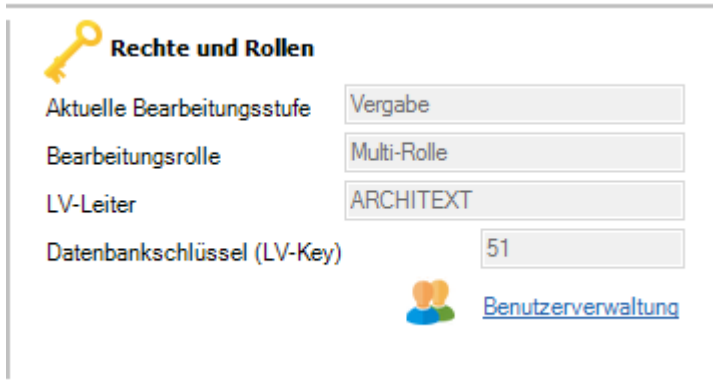 Rechte und Rollen
Aktuelle Bearbeitungsstufe Vergabe
Bearbeitungsrolle Multi-Rolle
LV-Leiter ARCHITEXT
Datenbankschlüssel (LV-Key) 51
Benutzerverwaltung